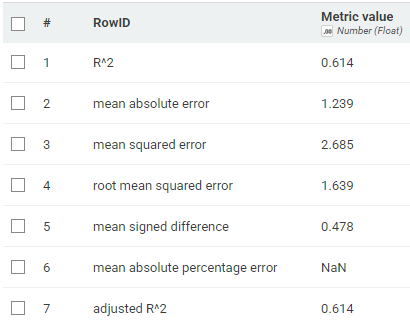 # RowID Metric value
.00 Number (Float)
1 R^2 0.614
2 mean absolute error 1.239
3 mean squared error 2.685
4 root mean squared error 1.639
5 mean signed difference 0.478
6 mean absolute percentage error NaN
7 adjusted R^2 0.614